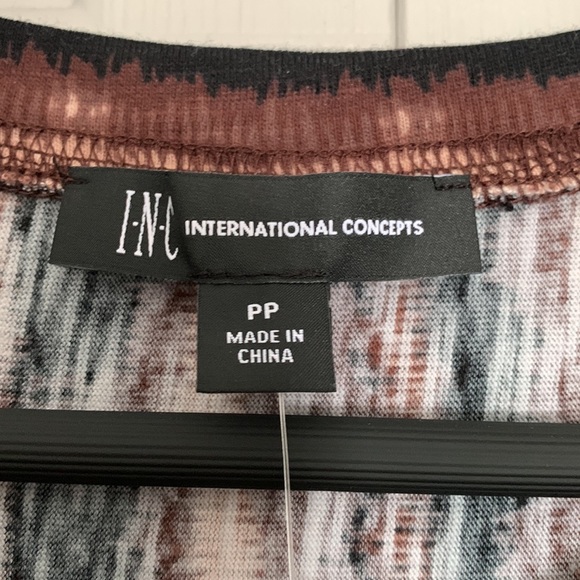 I·N·C INTERNATIONAL CONCEPTS
PP
MADE IN
CHINA